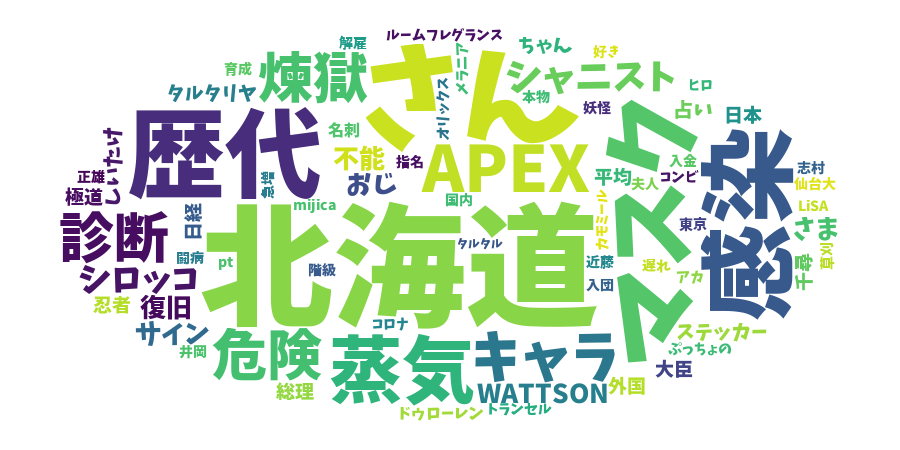 ルームフレグランス
解雇
ちゃん
好き
煉獄
さん
メラニア
シャニスト
育成
タルタリヤ
オリックス
本物
妖怪
ヒロ
占い
日本
歴代
名刺
不能
指名
APEX
マスク
感染
しいたけ
正雄
極道
急増
おじ
国内
平均
入金
夫人
コンビ
志村
仙台大
LiSA
mijica
カモミール
東京
さま
診断
日経
北海道
タルタル
闘病
pt
階級
近藤
遅れ
アカ
入団
千鶴
シロッコ
忍者
復旧
コロナ
サイン
井岡
危険
蒸気
キャラ
ステッカー
ぷっちょの
大臣
総理
WATTSON
外国
ドゥローレン
トランセル